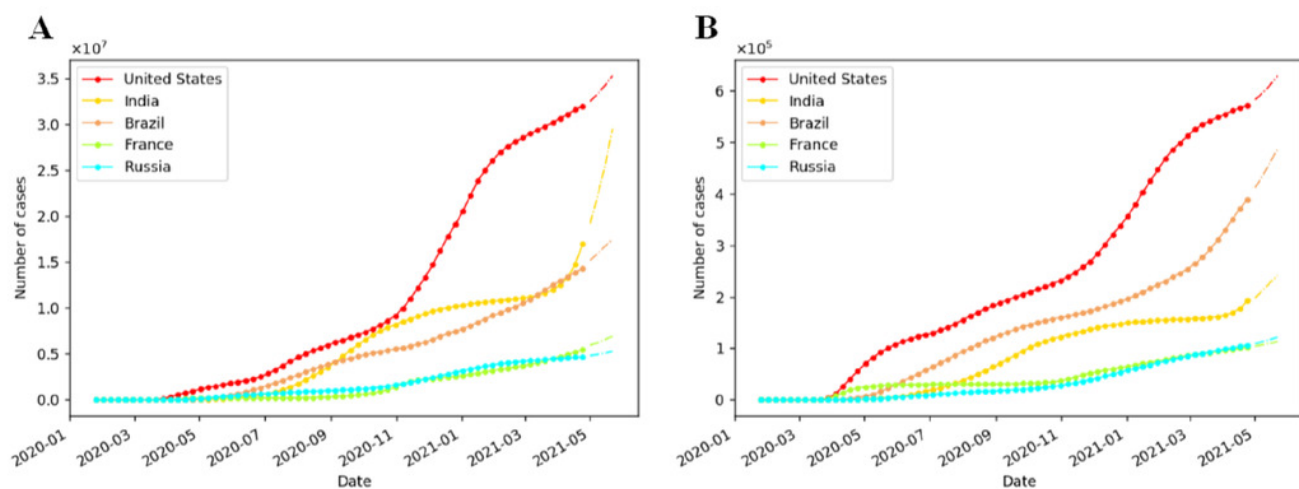 A
×10⁷
3.5
3.0
2.5
2.0
1.5
1.0
0.5
0.0
Number of cases
United States
India
Brazil
France
Russia
2020-01
2020-03
2020-05
2020-07
2020-09
2020-11
2021-01
2021-03
2021-05
Date
B
×10⁵
6
5
4
3
2
1
0
Number of cases
United States
India
Brazil
France
Russia
2020-01
2020-03
2020-05
2020-07
2020-09
2020-11
2021-01
2021-03
2021-05
Date